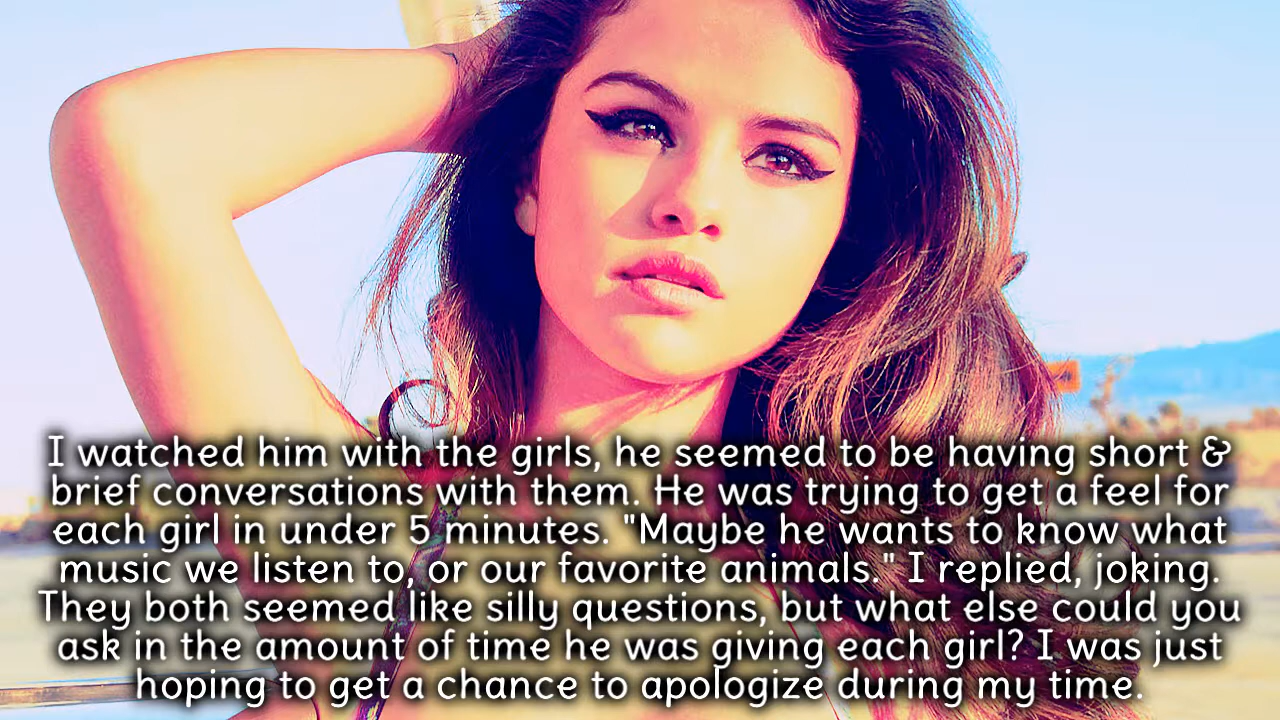 I watched him with the girls, he seemed to be having short &
brief conversations with them. He was trying to get a feel for
each girl in under 5 minutes. "Maybe he wants to know what
music we listen to, or our favorite animals." I replied, joking.
They both seemed like silly questions, but what else could you
ask in the amount of time he was giving each girl? I was just
hoping to get a chance to apologize during my time.